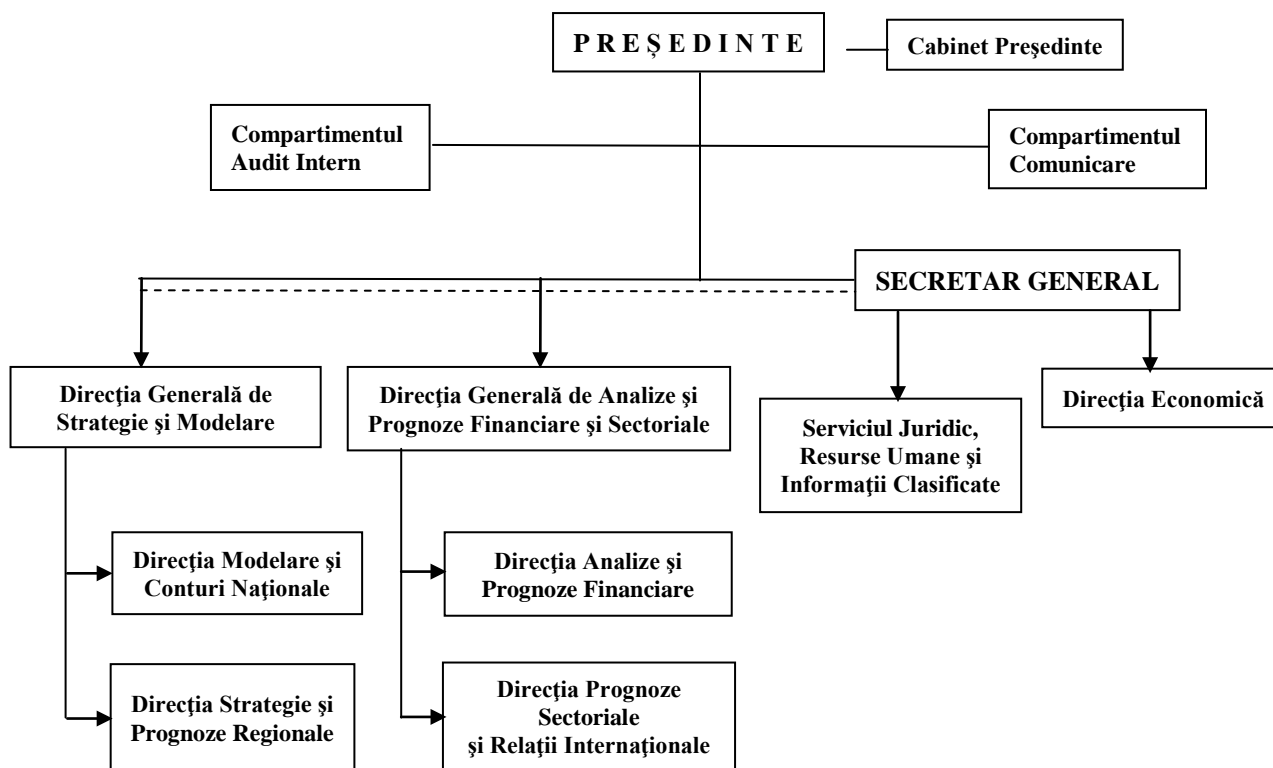 P R E Ş E D I N T E
Cabinet Preşedinte
Compartimentul
Audit Intern
Compartimentul
Comunicare
SECRETAR GENERAL
Direcţia Generală de
Strategie şi Modelare
Direcţia Generală de Analize şi
Prognoze Financiare şi Sectoriale
Serviciul Juridic,
Resurse Umane şi
Informaţii Clasificate
Direcţia Economică
Direcţia Modelare şi
Conturi Naţionale
Direcţia Analize şi
Prognoze Financiare
Direcţia Strategie şi
Prognoze Regionale
Direcţia Prognoze
Sectoriale
şi Relaţii Internaţionale